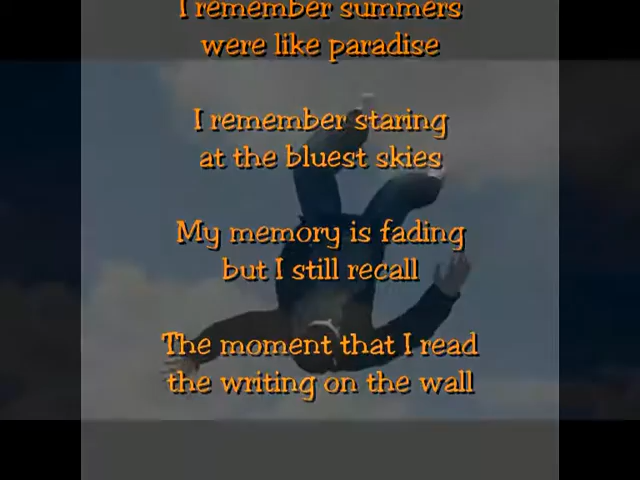 I remember summers
were like paradise
I remember staring
at the bluest skies
My memory is fading
but I still recall
The moment that I read
the writing on the wall